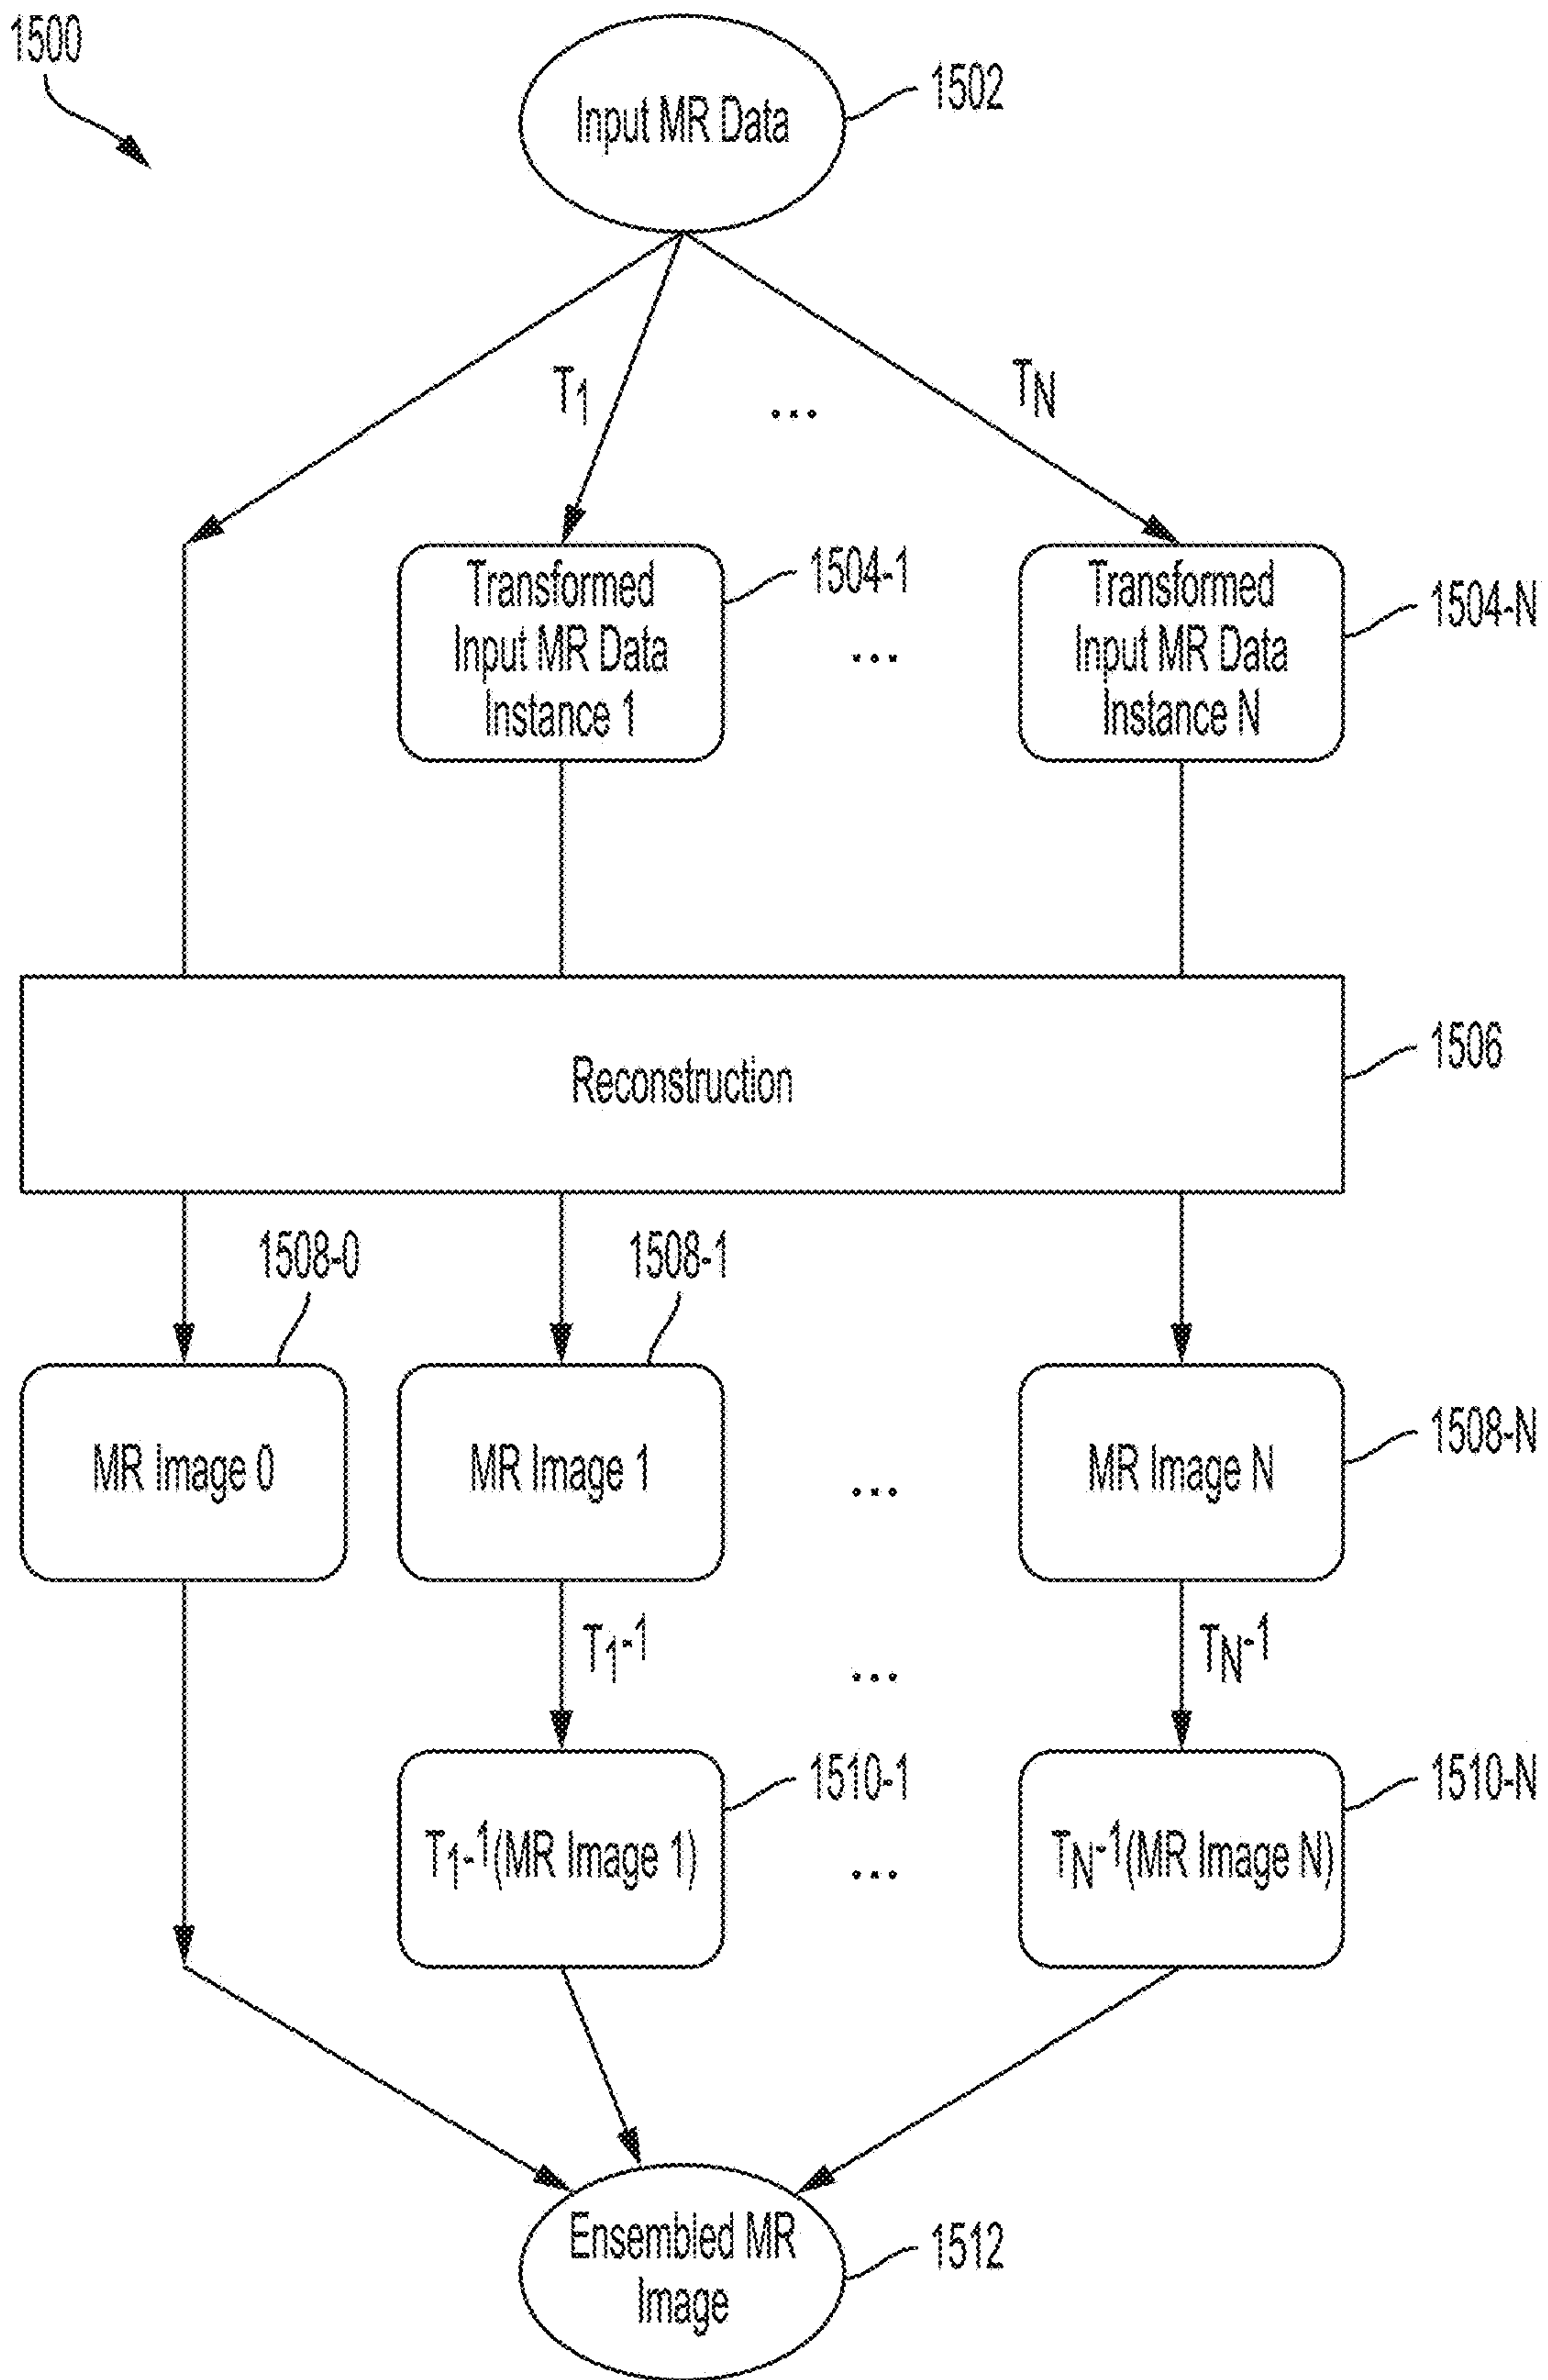 1500
Input MR Data
1502
T1
...
TN
Transformed
Input MR Data
Instance 1
1504-1
...
Transformed
Input MR Data
Instance N
1504-N
Reconstruction
1506
1508-0
1508-1
MR Image 0
MR Image 1
...
MR Image N
1508-N
T1-1
...
TN-1
T1-1(MR Image 1)
1510-1
...
TN-1(MR Image N)
1510-N
Ensembled MR
Image
1512